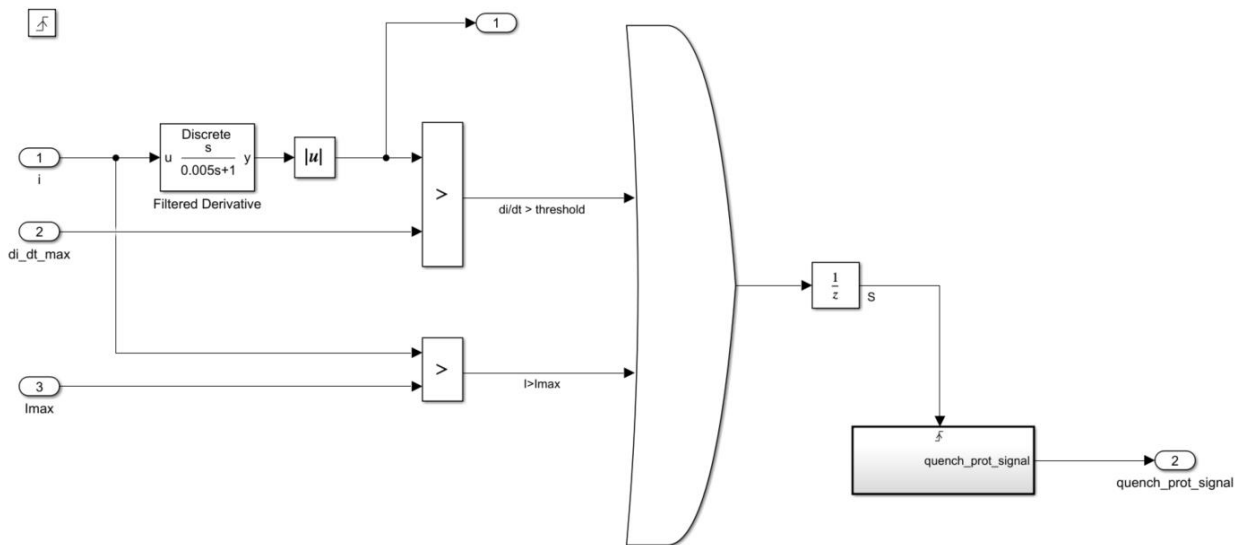 1
Discrete
u s y
0.005s+1
Filtered Derivative
|u|
1
i
>
di/dt > threshold
2
di_dt_max
1
z
S
>
I>Imax
3
Imax
quench_prot_signal
2
quench_prot_signal